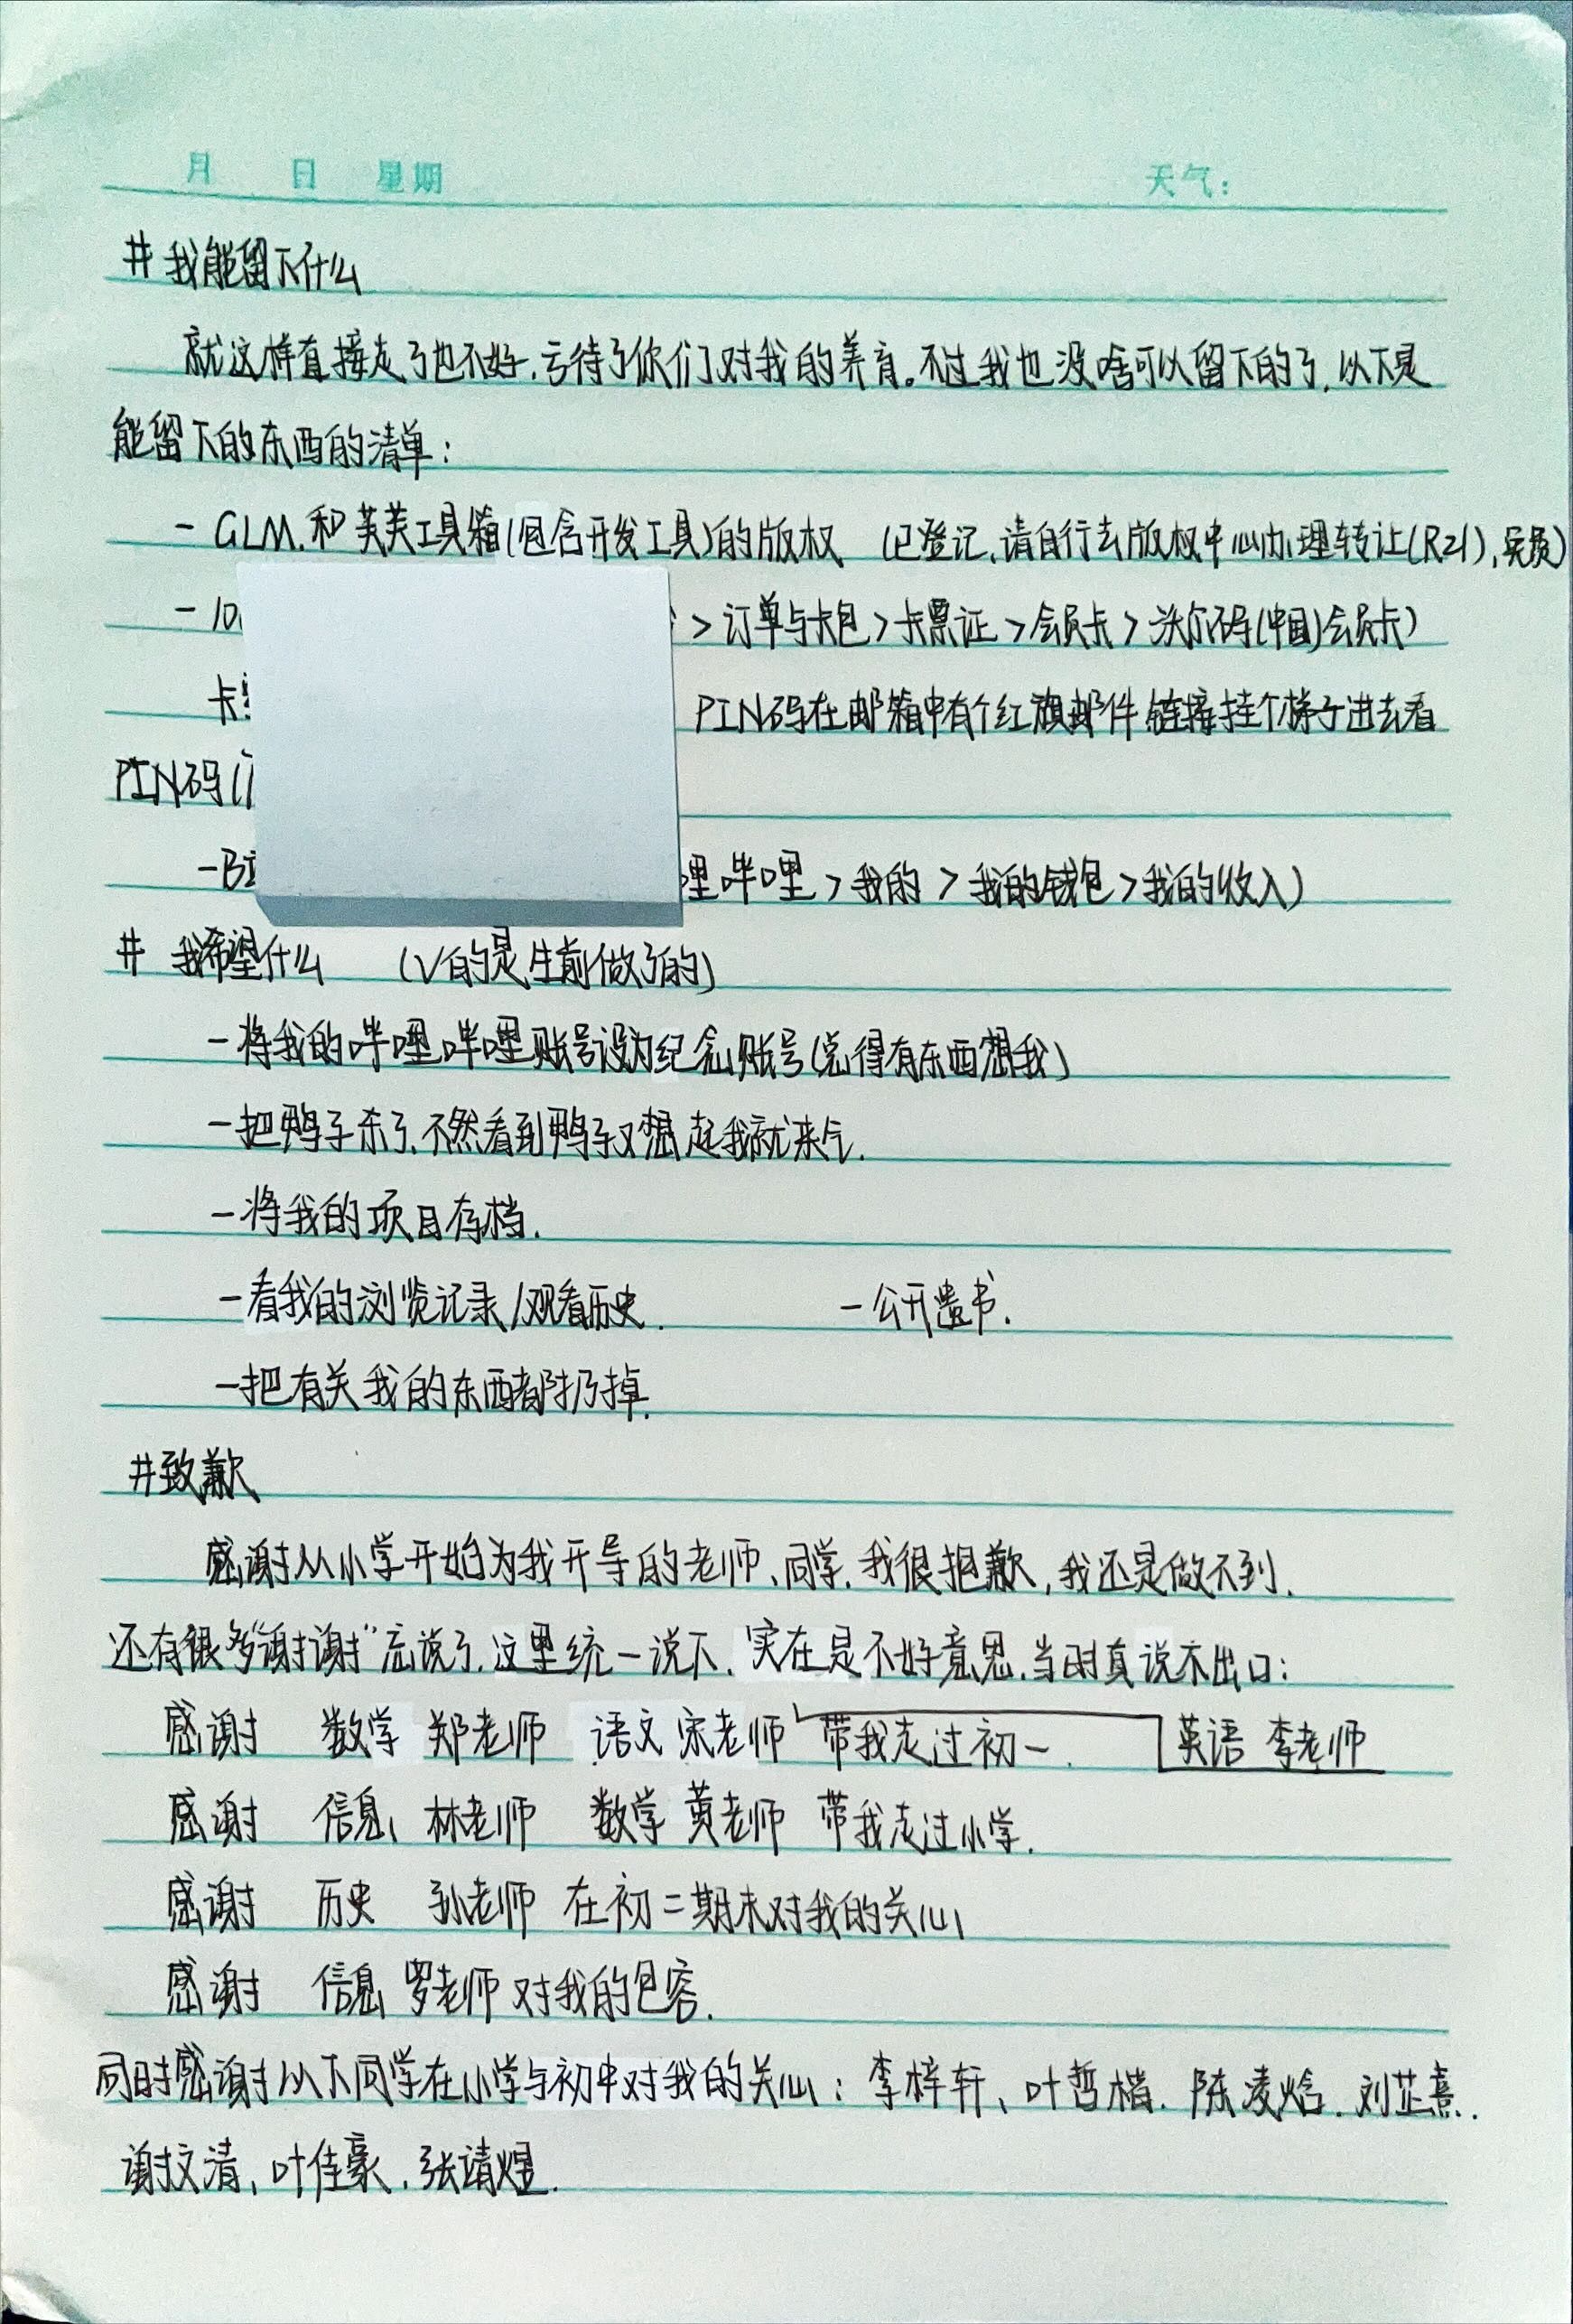 月 日 星期 天气：
# 我能留下什么
就这样直接走了也不好，亏待了你们对我的养育。不过我也没啥可以留下的了，以下是
能留下的东西的清单：
- GLM.和芙芙工具箱(包含开发工具)的版权 (已登记，请自行去版权中心办理转让(R21)，免费)
- 10 > 订单与卡包 > 卡票证 > 会员卡 > 沃尔玛(中国)会员卡)
卡 PIN码在邮箱中有个红旗邮件 链接挂个梯子进去看
PIN码(
- B 哩哔哩 > 我的 > 我的钱包 > 我的收入)
# 我希望什么 (√的是生前做了的)
- 将我的哔哩哔哩账号设为纪念账号(总得有东西想我)
- 把鸭子杀了，不然看到鸭子又想起我就来气.
- 将我的项目存档.
- 看我的浏览记录/观看历史. - 公开遗书.
- 把有关我的东西都扔掉.
#致歉
感谢从小学开始为我开导的老师、同学，我很抱歉，我还是做不到.
还有很多“谢谢”忘说了，这里统一说下，实在是不好意思，当时真说不出口：
感谢 数学 郑老师 语文 宋老师 带我走过初一. 英语 李老师
感谢 信息 林老师 数学 黄老师 带我走过小学.
感谢 历史 孙老师 在初二期末对我的关心
感谢 信息 罗老师 对我的包容.
同时感谢以下同学在小学与初中对我的关心：李梓轩、叶哲楷. 陈凌焓. 刘芷熹.
谢文清、叶佳豪. 张靖煜.